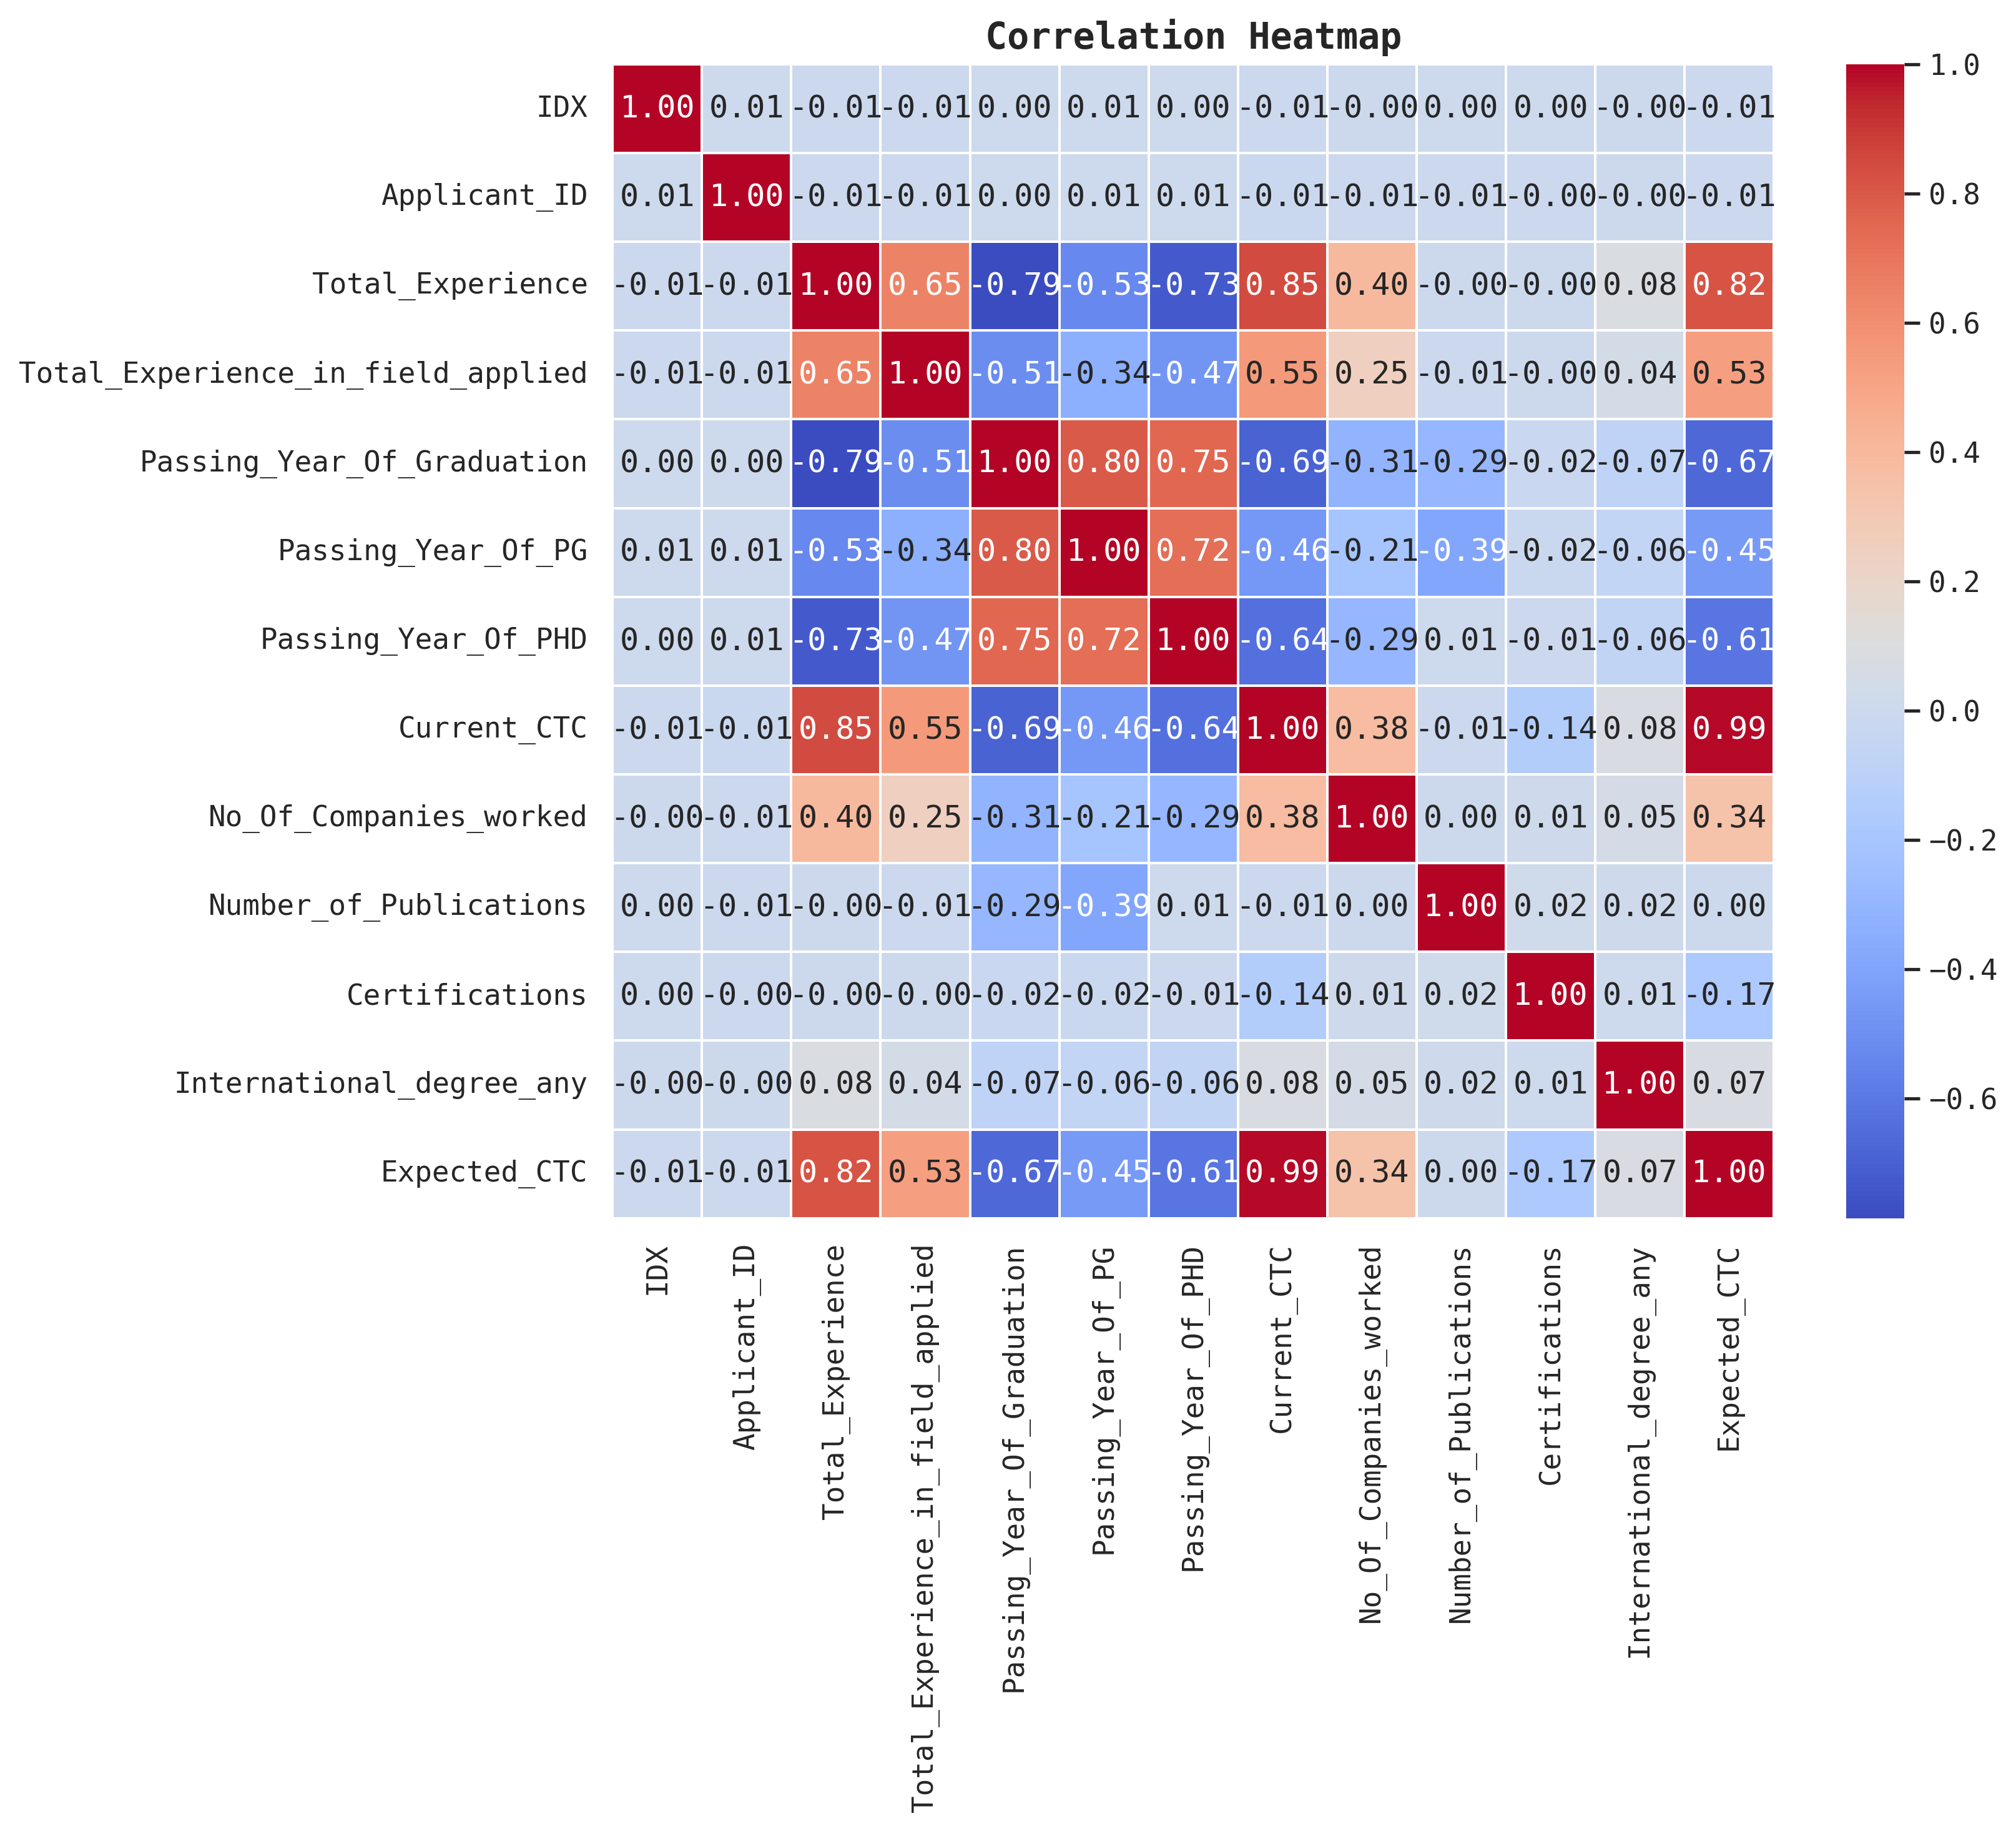 Correlation Heatmap
IDX 1.00 0.01 -0.01 -0.01 0.00 0.01 0.00 -0.01 -0.00 0.00 0.00 -0.00 -0.01
Applicant_ID 0.01 1.00 -0.01 -0.01 0.00 0.01 0.01 -0.01 -0.01 -0.01 -0.00 -0.00 -0.01
Total_Experience -0.01 -0.01 1.00 0.65 -0.79 -0.53 -0.73 0.85 0.40 -0.00 -0.00 0.08 0.82
Total_Experience_in_field_applied -0.01 -0.01 0.65 1.00 -0.51 -0.34 -0.47 0.55 0.25 -0.01 -0.00 0.04 0.53
Passing_Year_Of_Graduation 0.00 0.00 -0.79 -0.51 1.00 0.80 0.75 -0.69 -0.31 -0.29 -0.02 -0.07 -0.67
Passing_Year_Of_PG 0.01 0.01 -0.53 -0.34 0.80 1.00 0.72 -0.46 -0.21 -0.39 -0.02 -0.06 -0.45
Passing_Year_Of_PHD 0.00 0.01 -0.73 -0.47 0.75 0.72 1.00 -0.64 -0.29 0.01 -0.01 -0.06 -0.61
Current_CTC -0.01 -0.01 0.85 0.55 -0.69 -0.46 -0.64 1.00 0.38 -0.01 -0.14 0.08 0.99
No_Of_Companies_worked -0.00 -0.01 0.40 0.25 -0.31 -0.21 -0.29 0.38 1.00 0.00 0.01 0.05 0.34
Number_of_Publications 0.00 -0.01 -0.00 -0.01 -0.29 -0.39 0.01 -0.01 0.00 1.00 0.02 0.02 0.00
Certifications 0.00 -0.00 -0.00 -0.00 -0.02 -0.02 -0.01 -0.14 0.01 0.02 1.00 0.01 -0.17
International_degree_any -0.00 -0.00 0.08 0.04 -0.07 -0.06 -0.06 0.08 0.05 0.02 0.01 1.00 0.07
Expected_CTC -0.01 -0.01 0.82 0.53 -0.67 -0.45 -0.61 0.99 0.34 0.00 -0.17 0.07 1.00
IDX
Applicant_ID
Total_Experience
Total_Experience_in_field_applied
Passing_Year_Of_Graduation
Passing_Year_Of_PG
Passing_Year_Of_PHD
Current_CTC
No_Of_Companies_worked
Number_of_Publications
Certifications
International_degree_any
Expected_CTC
1.0
0.8
0.6
0.4
0.2
0.0
−0.2
−0.4
−0.6